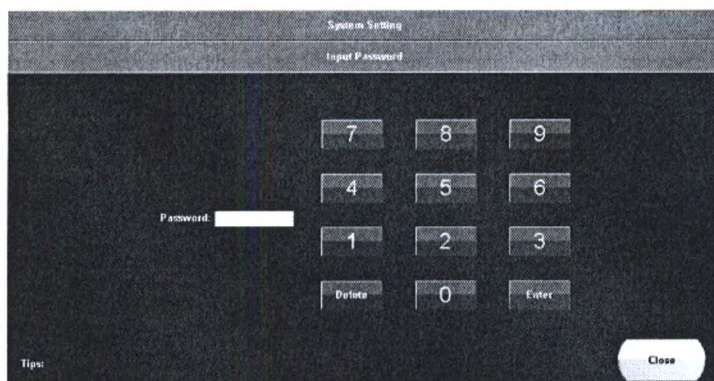 System Setting
Input Password
7 8 9
4 5 6
Password:
1 2 3
Delete 0 Enter
Tips:
Close